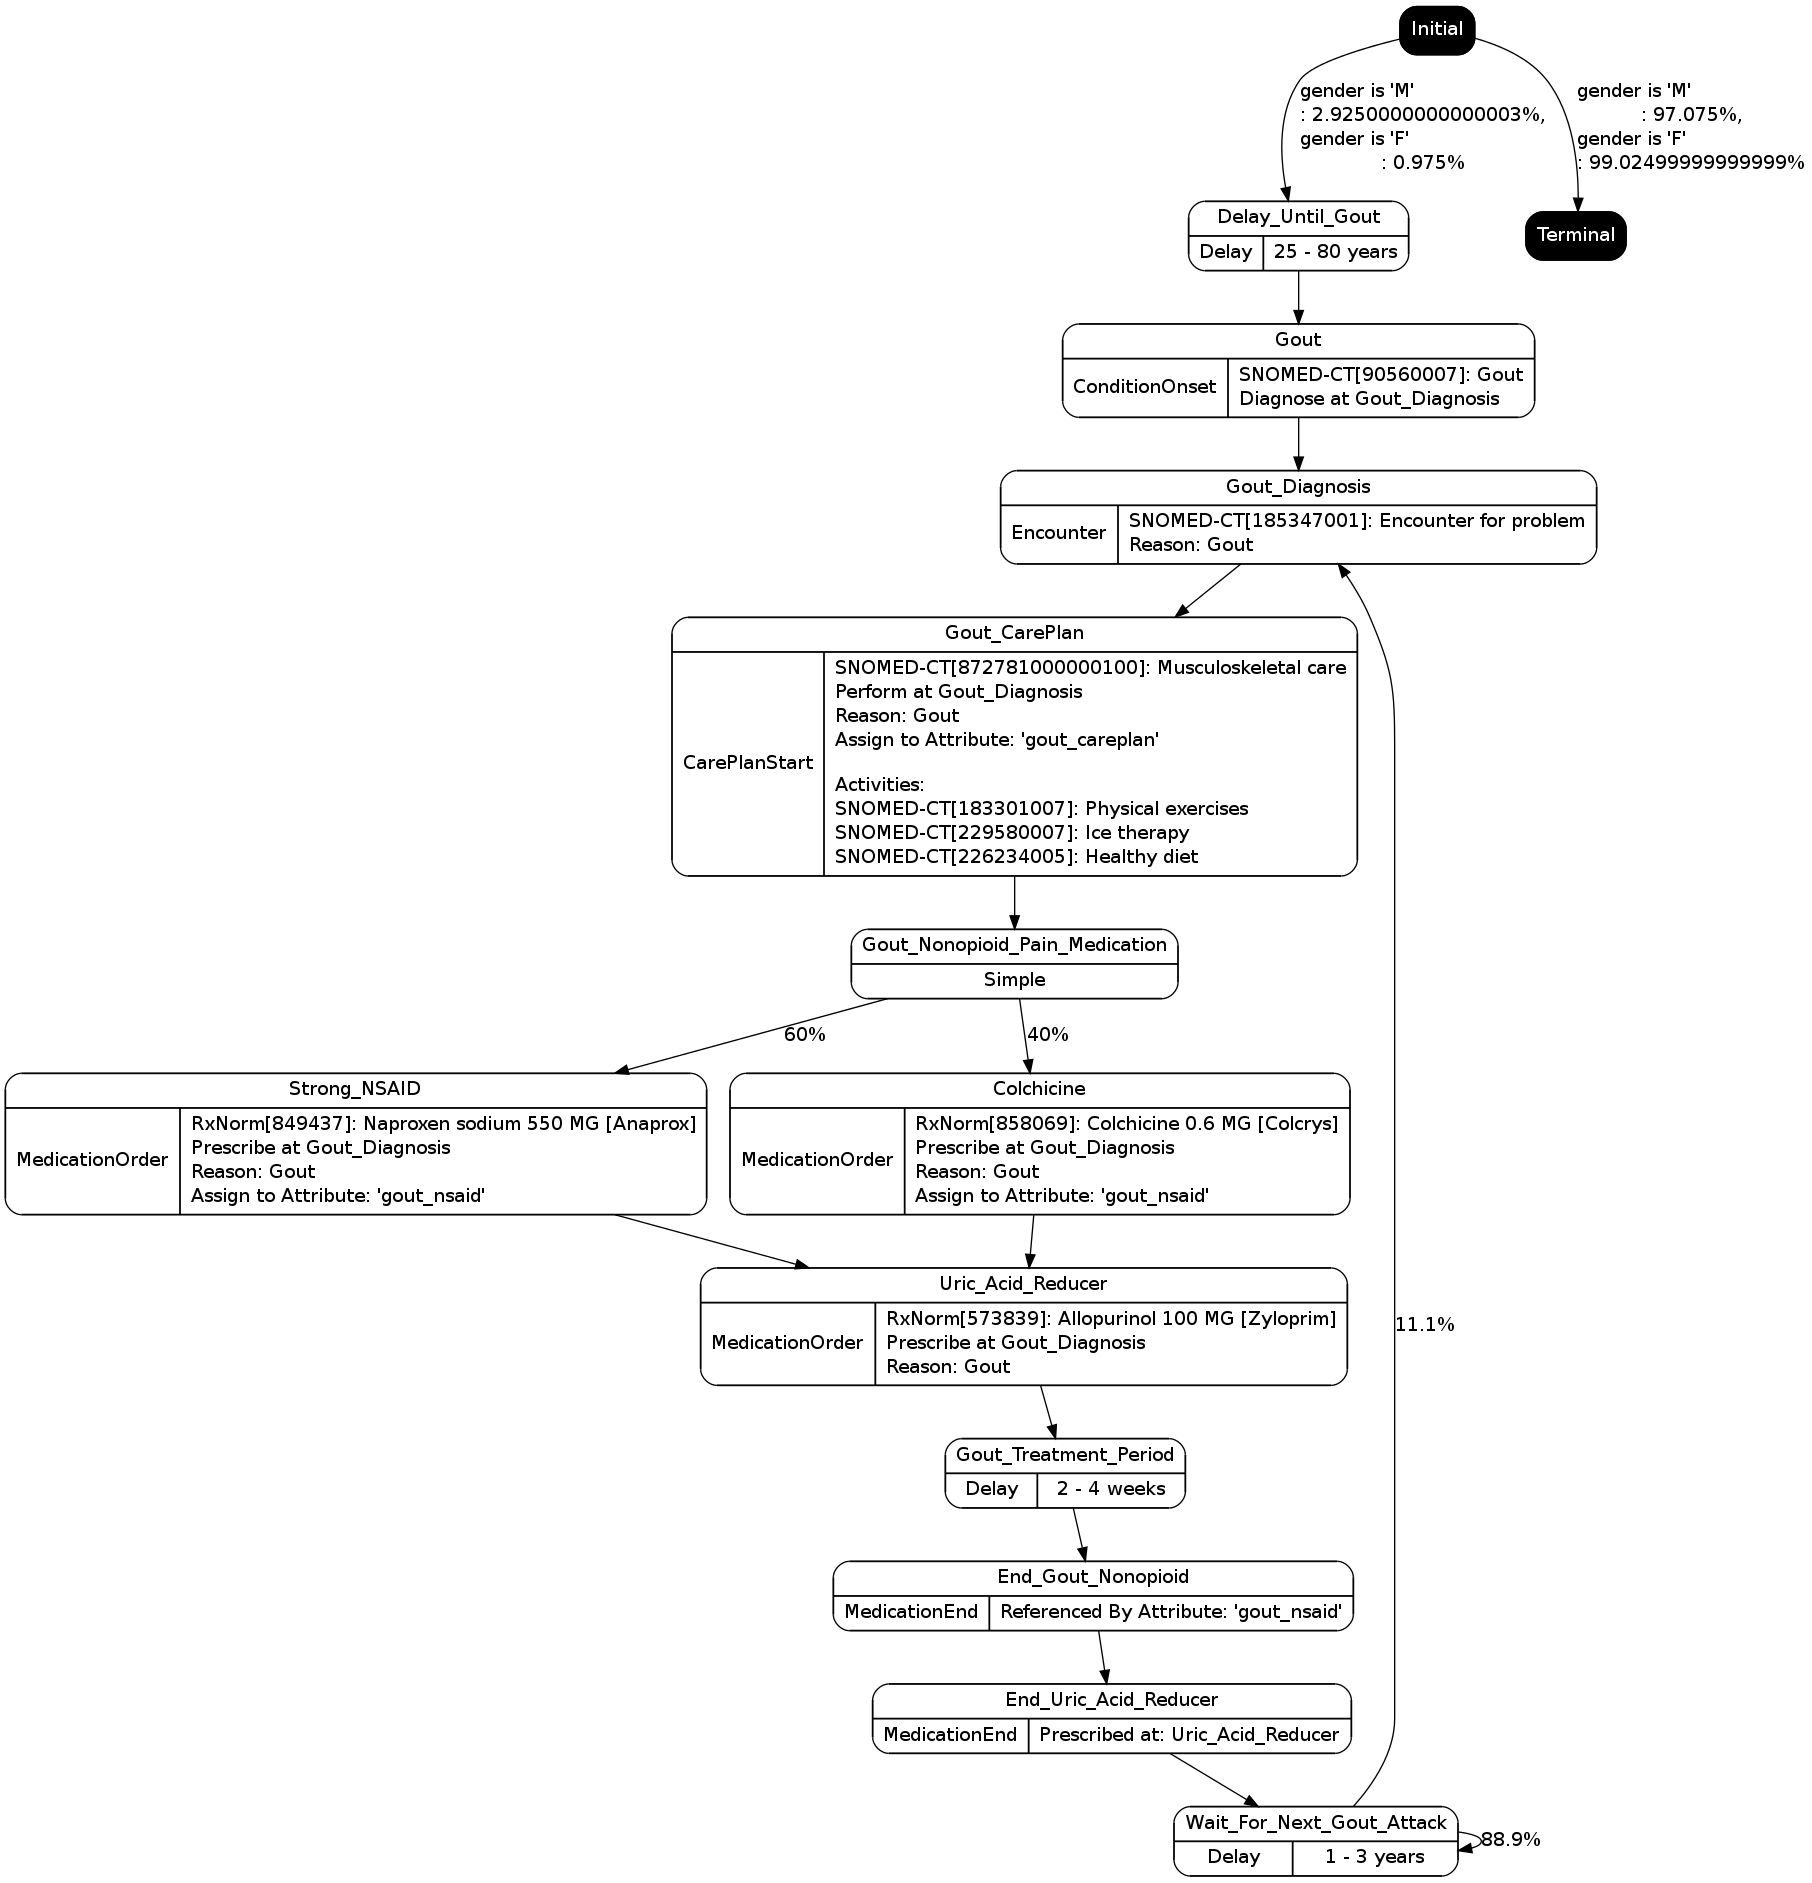 Initial
gender is 'M'
: 2.9250000000000003%,
gender is 'F'
: 0.975%
gender is 'M'
: 97.075%,
gender is 'F'
: 99.02499999999999%
Delay_Until_Gout
Delay
25 - 80 years
Terminal
Gout
ConditionOnset
SNOMED-CT[90560007]: Gout
Diagnose at Gout_Diagnosis
Gout_Diagnosis
Encounter
SNOMED-CT[185347001]: Encounter for problem
Reason: Gout
Gout_CarePlan
CarePlanStart
SNOMED-CT[872781000000100]: Musculoskeletal care
Perform at Gout_Diagnosis
Reason: Gout
Assign to Attribute: 'gout_careplan'
Activities:
SNOMED-CT[183301007]: Physical exercises
SNOMED-CT[229580007]: Ice therapy
SNOMED-CT[226234005]: Healthy diet
Gout_Nonopioid_Pain_Medication
Simple
60%
40%
Strong_NSAID
MedicationOrder
RxNorm[849437]: Naproxen sodium 550 MG [Anaprox]
Prescribe at Gout_Diagnosis
Reason: Gout
Assign to Attribute: 'gout_nsaid'
Colchicine
MedicationOrder
RxNorm[858069]: Colchicine 0.6 MG [Colcrys]
Prescribe at Gout_Diagnosis
Reason: Gout
Assign to Attribute: 'gout_nsaid'
Uric_Acid_Reducer
MedicationOrder
RxNorm[573839]: Allopurinol 100 MG [Zyloprim]
Prescribe at Gout_Diagnosis
Reason: Gout
11.1%
Gout_Treatment_Period
Delay
2 - 4 weeks
End_Gout_Nonopioid
MedicationEnd
Referenced By Attribute: 'gout_nsaid'
End_Uric_Acid_Reducer
MedicationEnd
Prescribed at: Uric_Acid_Reducer
Wait_For_Next_Gout_Attack
Delay
1 - 3 years
88.9%